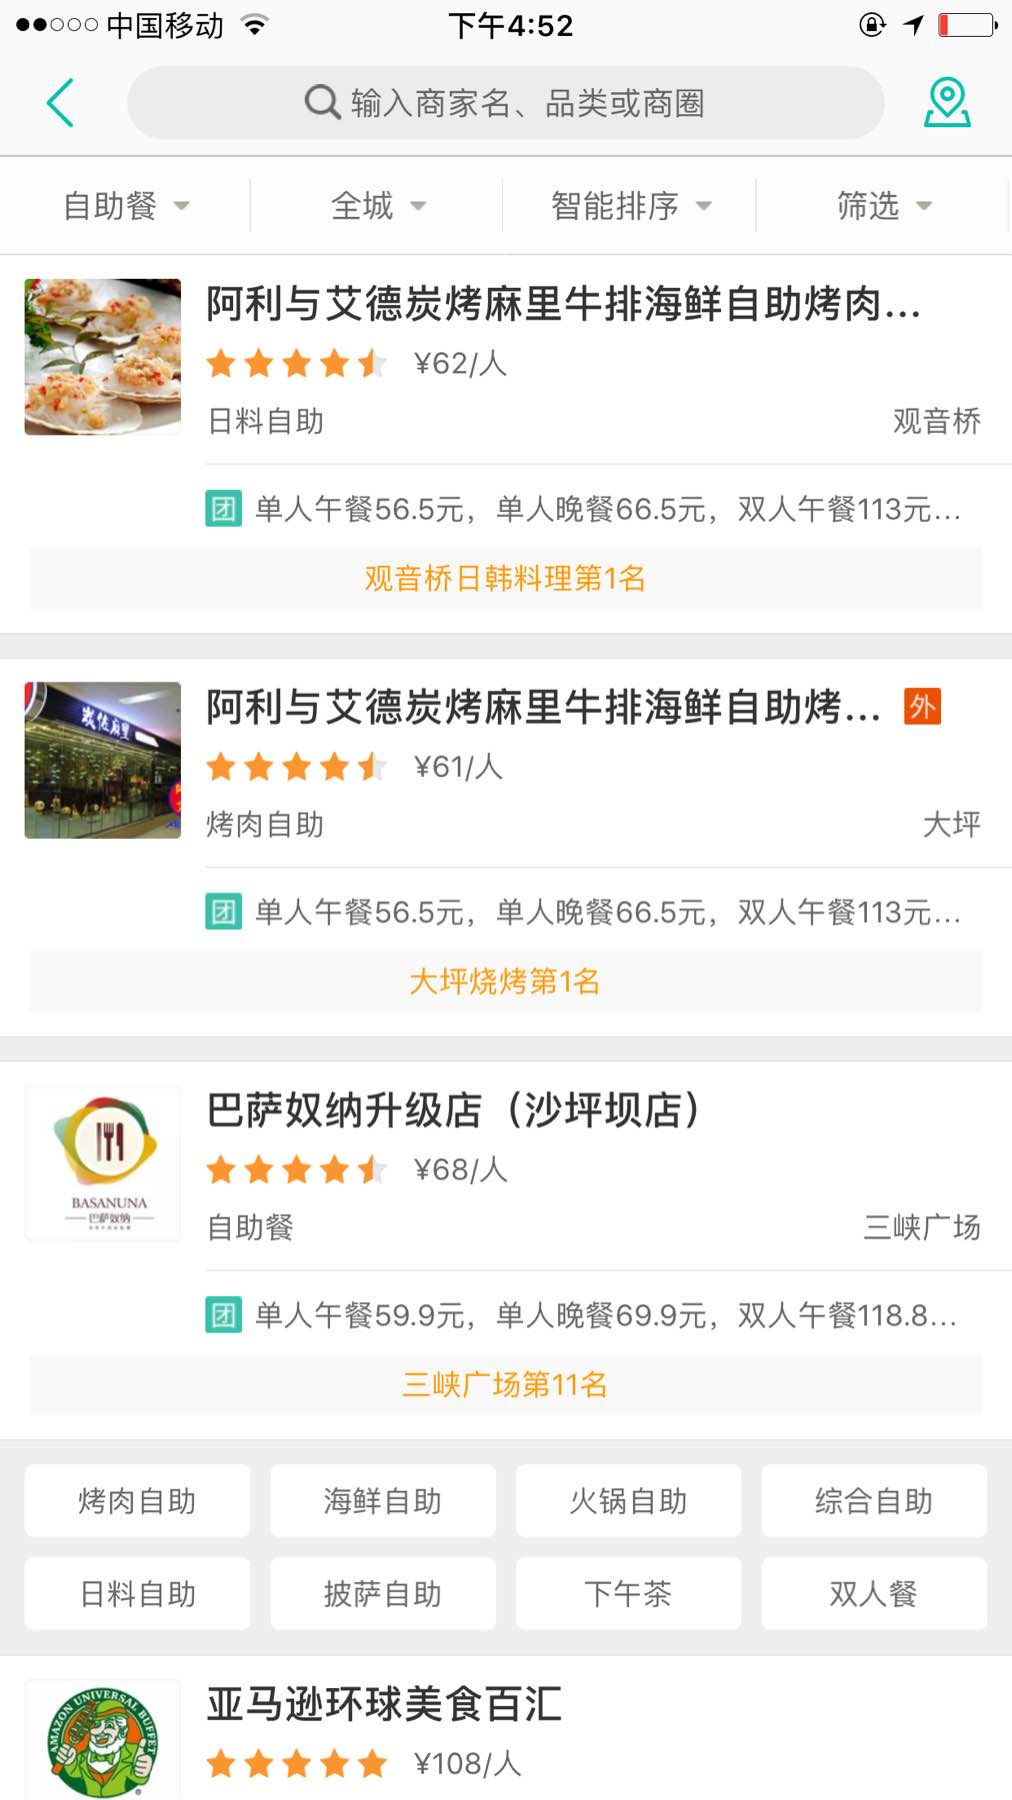 中国移动
下午4:52
输入商家名、品类或商圈
自助餐
全城
智能排序
筛选
阿利与艾德炭烤麻里牛排海鲜自助烤肉...
¥62/人
日料自助
观音桥
团 单人午餐56.5元，单人晚餐66.5元，双人午餐113元...
观音桥日韩料理第1名
阿利与艾德炭烤麻里牛排海鲜自助烤... 外
¥61/人
烤肉自助
大坪
团 单人午餐56.5元，单人晚餐66.5元，双人午餐113元...
大坪烧烤第1名
巴萨奴纳升级店（沙坪坝店）
¥68/人
BASANUNA
巴萨奴纳
自助餐
三峡广场
团 单人午餐59.9元，单人晚餐69.9元，双人午餐118.8...
三峡广场第11名
烤肉自助
海鲜自助
火锅自助
综合自助
日料自助
披萨自助
下午茶
双人餐
亚马逊环球美食百汇
AMAZON UNIVERSAL BUFFET
¥108/人